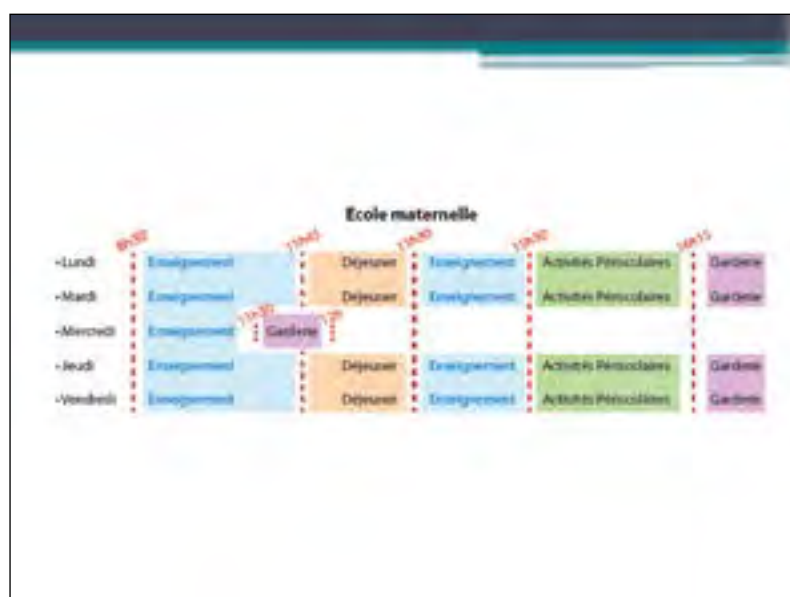 Ecole maternelle
8h30 11h45 13h30 15h30 16h15
•Lundi Enseignement Déjeuner Enseignement Activités Périscolaires Garderie
•Mardi Enseignement Déjeuner Enseignement Activités Périscolaires Garderie
11h30
•Mercredi Enseignement Garderie
•Jeudi Enseignement Déjeuner Enseignement Activités Périscolaires Garderie
•Vendredi Enseignement Déjeuner Enseignement Activités Périscolaires Garderie